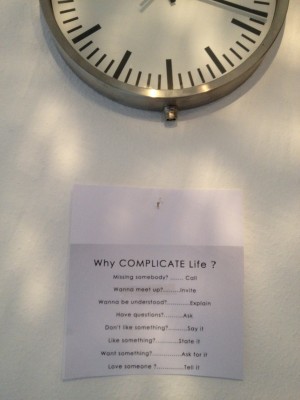 Why COMPLICATE Life ?
Missing somebody? ........ Call
Wanna meet up?.........Invite
Wanna be understood?............Explain
Have questions?..........Ask
Don't like something?..........Say it
Like something?............State it
Want something?...............Ask for it
Love someone ?..............Tell it